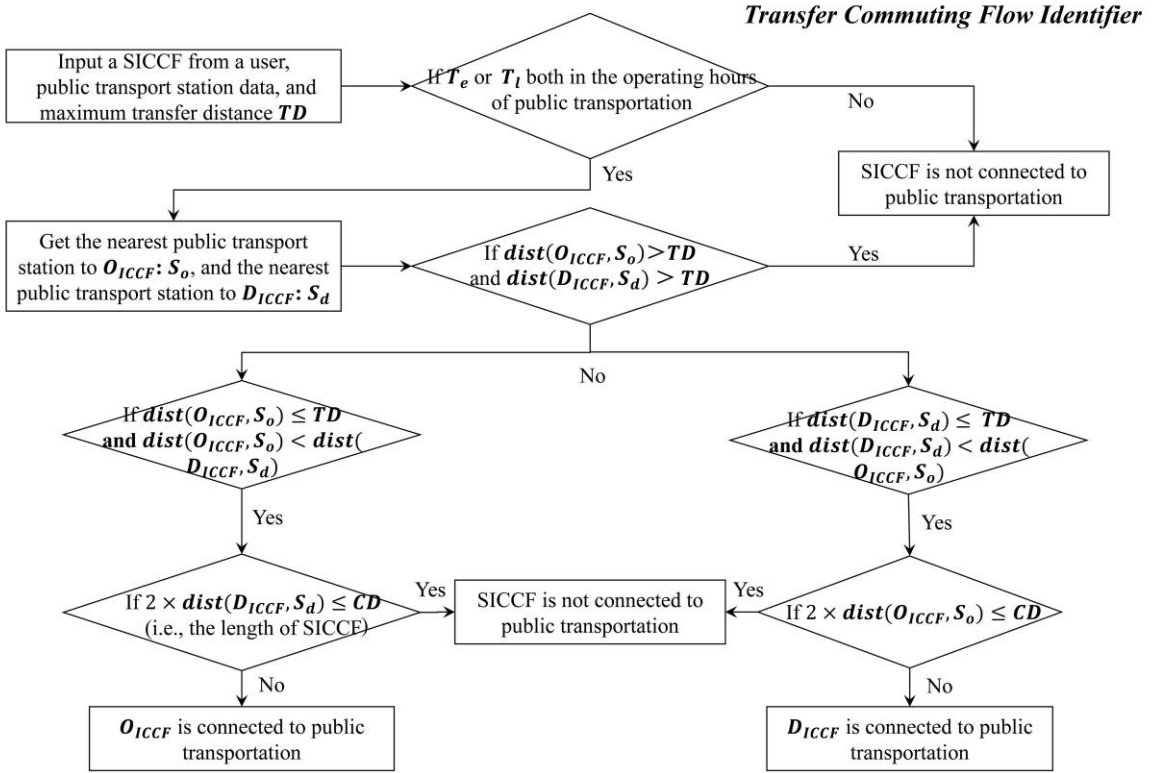 Transfer Commuting Flow Identifier
Input a SICCF from a user,
public transport station data, and
maximum transfer distance TD
If T_e or T_l both in the operating hours
of public transportation
No
Yes
SICCF is not connected to
public transportation
Get the nearest public transport
station to O_ICCF: S_o, and the nearest
public transport station to D_ICCF: S_d
If dist(O_ICCF, S_o)>TD
and dist(D_ICCF, S_d) > TD
Yes
No
If dist(O_ICCF, S_o) ≤ TD
and dist(O_ICCF, S_o) < dist(
D_ICCF, S_d)
If dist(D_ICCF, S_d) ≤ TD
and dist(D_ICCF, S_d) < dist(
O_ICCF, S_o)
Yes
Yes
If 2 × dist(D_ICCF, S_d) ≤ CD
(i.e., the length of SICCF)
Yes
SICCF is not connected to
public transportation
Yes
If 2 × dist(O_ICCF, S_o) ≤ CD
No
No
O_ICCF is connected to public
transportation
D_ICCF is connected to public
transportation